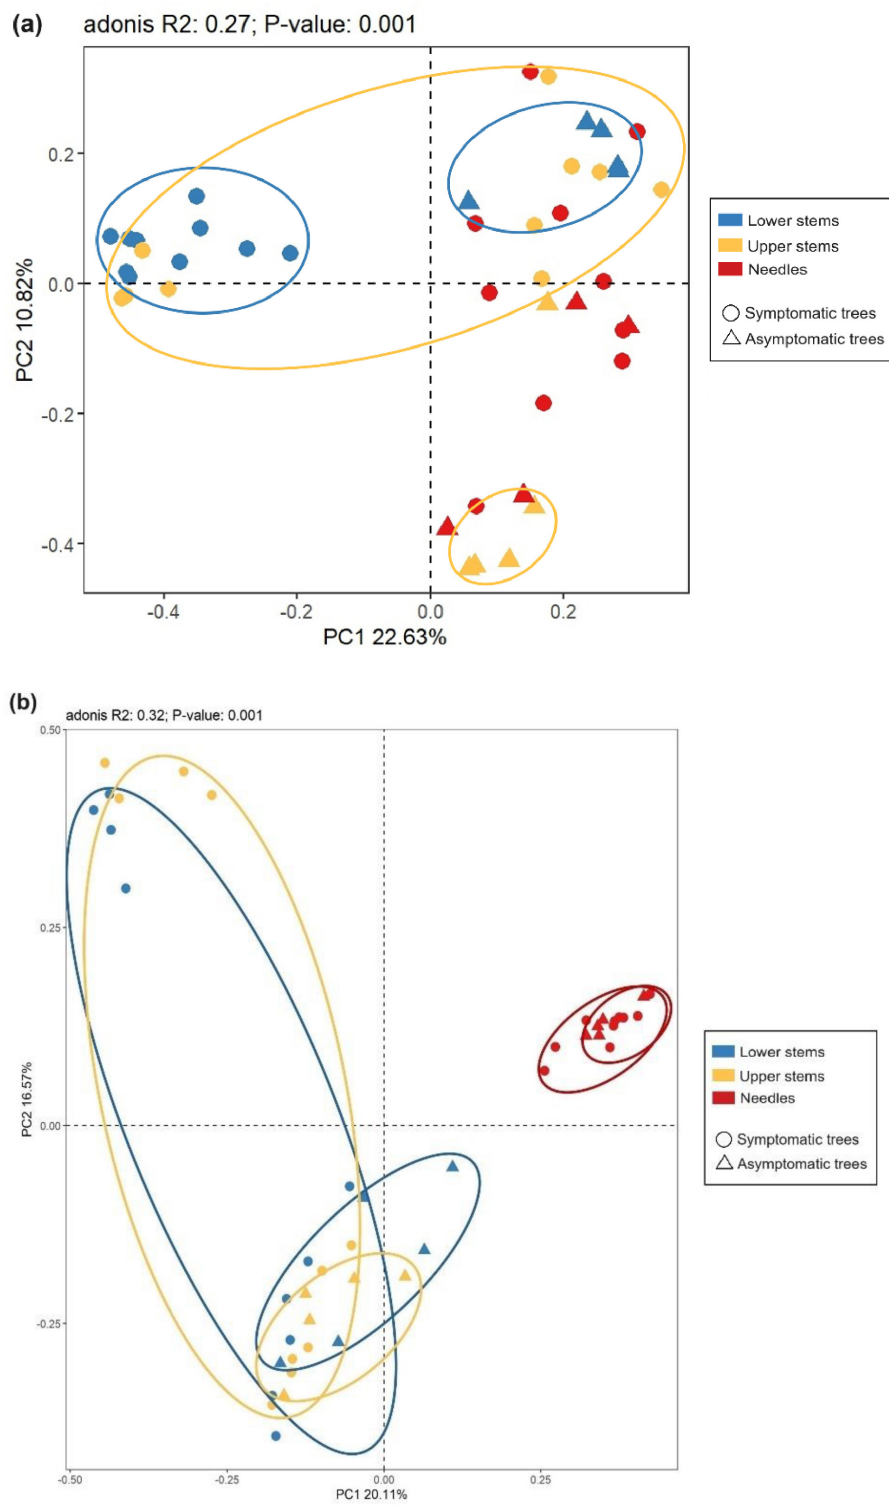 (a) adonis R2: 0.27; P-value: 0.001
0.2
0.0
-0.2
-0.4
PC2 10.82%
-0.4 -0.2 0.0 0.2
PC1 22.63%
Lower stems
Upper stems
Needles
Symptomatic trees
Asymptomatic trees
(b)
adonis R2: 0.32; P-value: 0.001
0.50
0.25
0.00
-0.25
PC2 16.57%
-0.50 -0.25 0.00 0.25
PC1 20.11%
Lower stems
Upper stems
Needles
Symptomatic trees
Asymptomatic trees